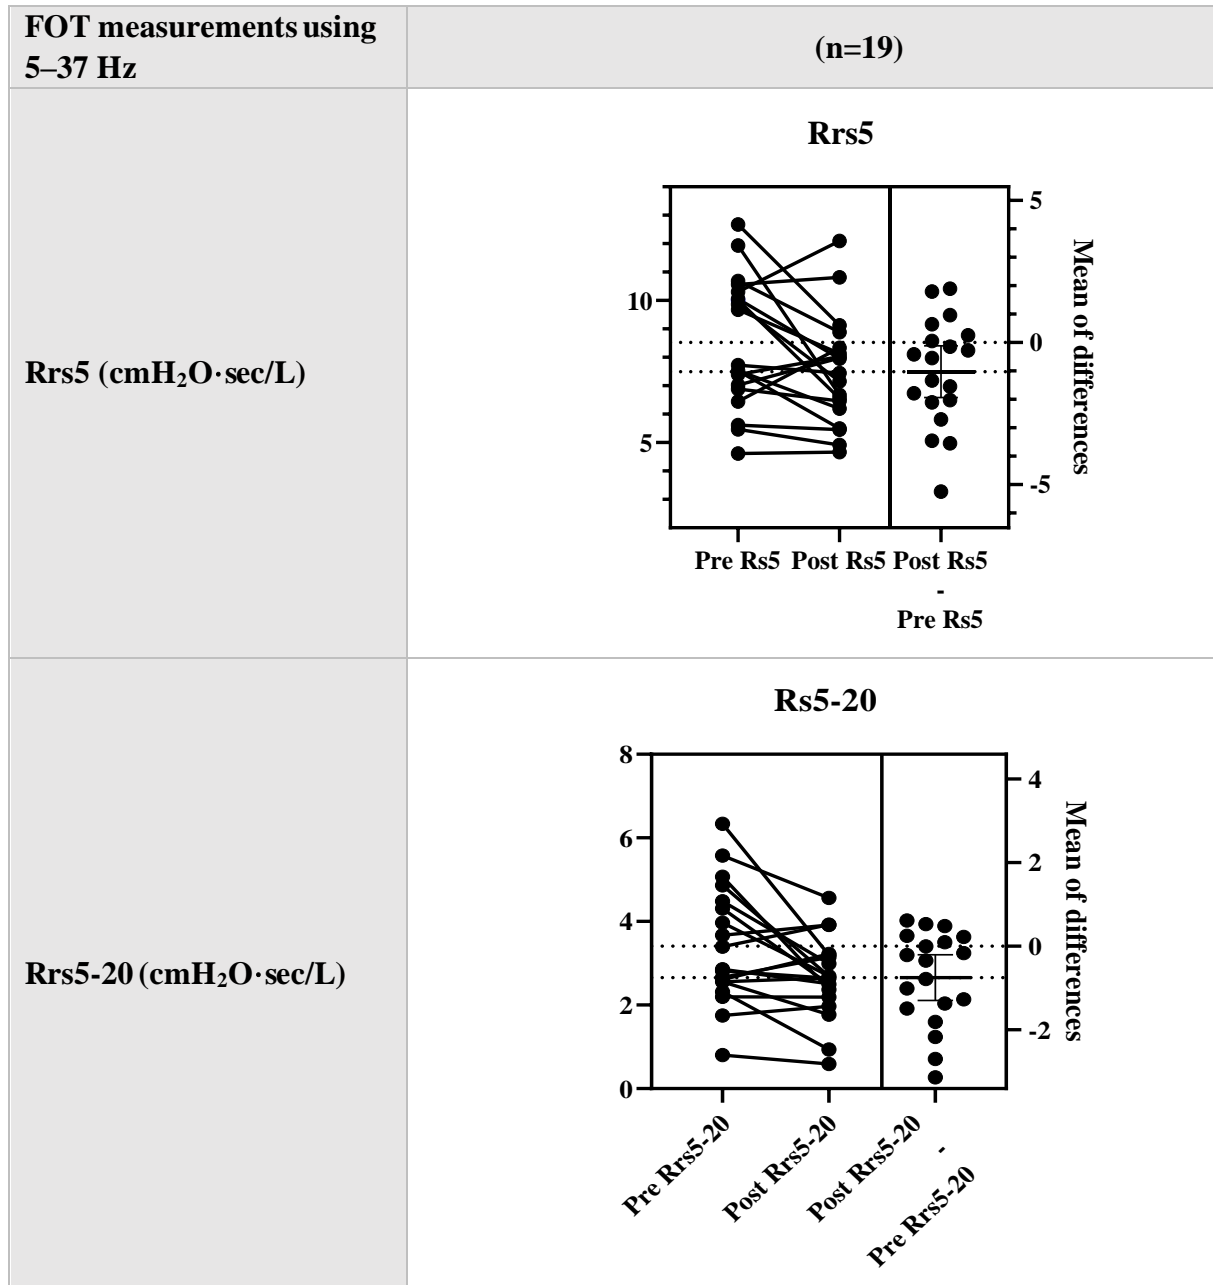 FOT measurements using
5–37 Hz
(n=19)
Rrs5 (cmH₂O·sec/L)
Rrs5
10
5
5
0
-5
Mean of differences
Pre Rs5 Post Rs5 Post Rs5
-
Pre Rs5
Rrs5-20 (cmH₂O·sec/L)
Rs5-20
8
6
4
2
0
4
2
0
-2
Mean of differences
Pre Rrs5-20
Post Rrs5-20
Post Rrs5-20
-
Pre Rrs5-20